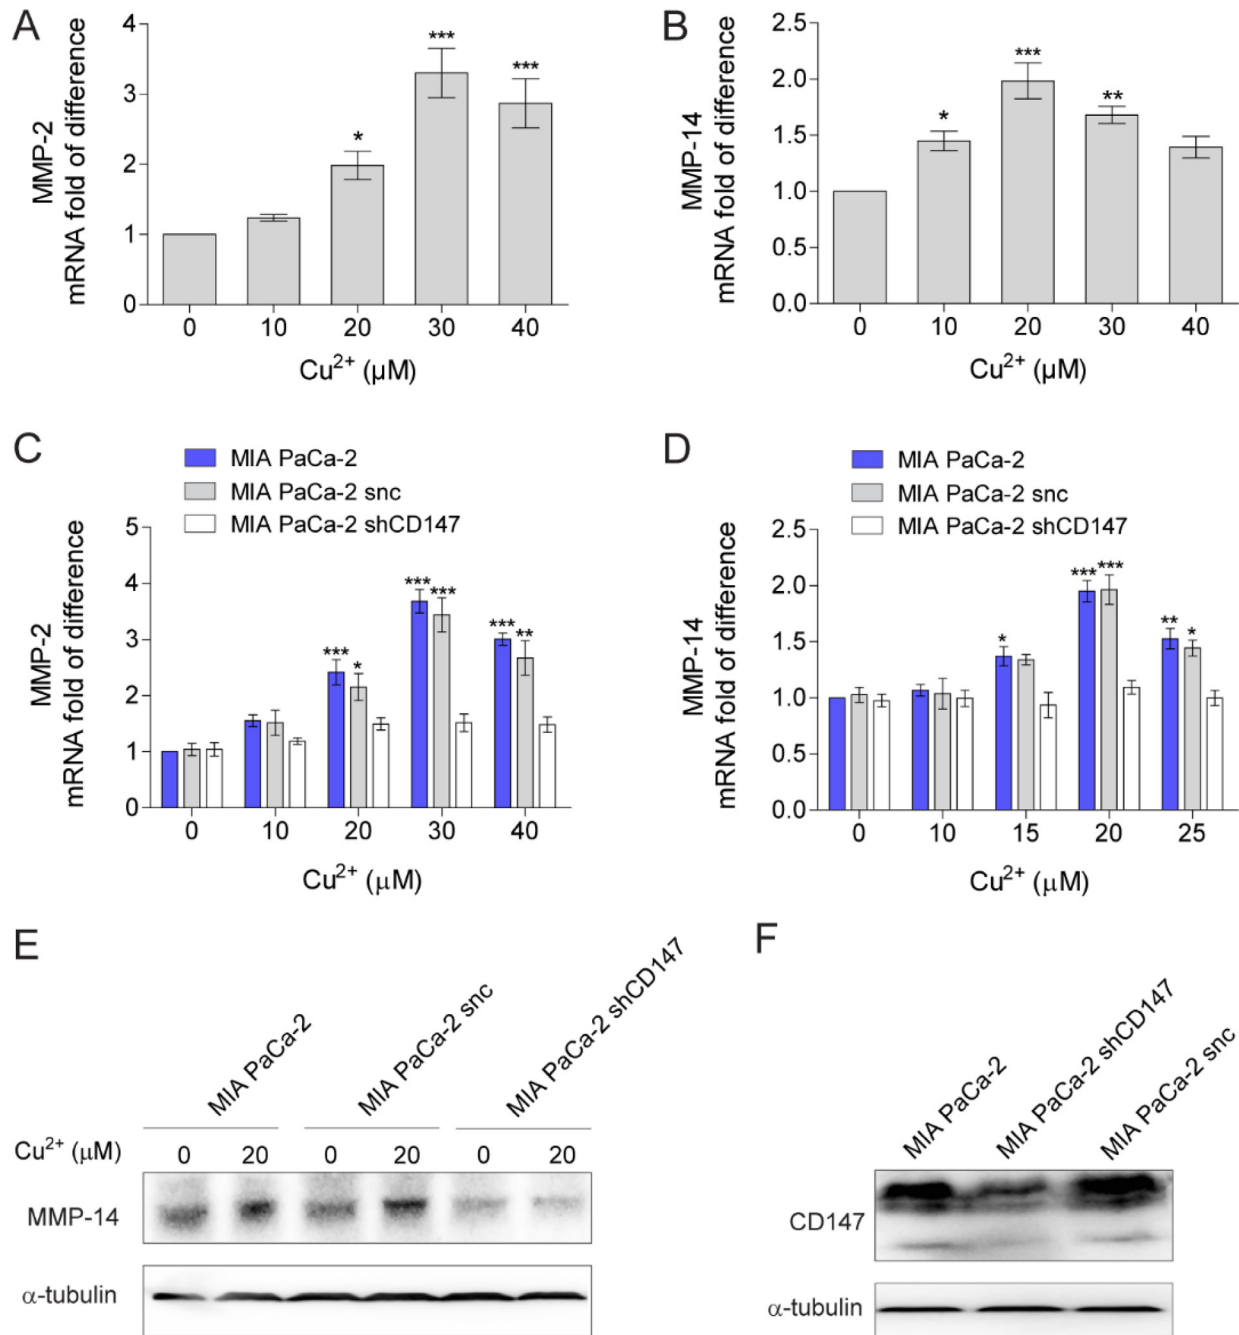 A
MMP-2
mRNA fold of difference
4
3
2
1
0
*
***
***
0 10 20 30 40
Cu²⁺ (µM)
B
MMP-14
mRNA fold of difference
2.5
2.0
1.5
1.0
0.5
0.0
*
***
**
0 10 20 30 40
Cu²⁺ (µM)
C
MIA PaCa-2
MIA PaCa-2 snc
MIA PaCa-2 shCD147
MMP-2
mRNA fold of difference
5
4
3
2
1
0
*** *
*** ***
*** **
0 10 20 30 40
Cu²⁺ (µM)
D
MIA PaCa-2
MIA PaCa-2 snc
MIA PaCa-2 shCD147
MMP-14
mRNA fold of difference
2.5
2.0
1.5
1.0
0.5
0.0
*
*** ***
** *
0 10 15 20 25
Cu²⁺ (µM)
E
MIA PaCa-2
MIA PaCa-2 snc
MIA PaCa-2 shCD147
Cu²⁺ (µM) 0 20 0 20 0 20
MMP-14
α-tubulin
F
MIA PaCa-2
MIA PaCa-2 shCD147
MIA PaCa-2 snc
CD147
α-tubulin